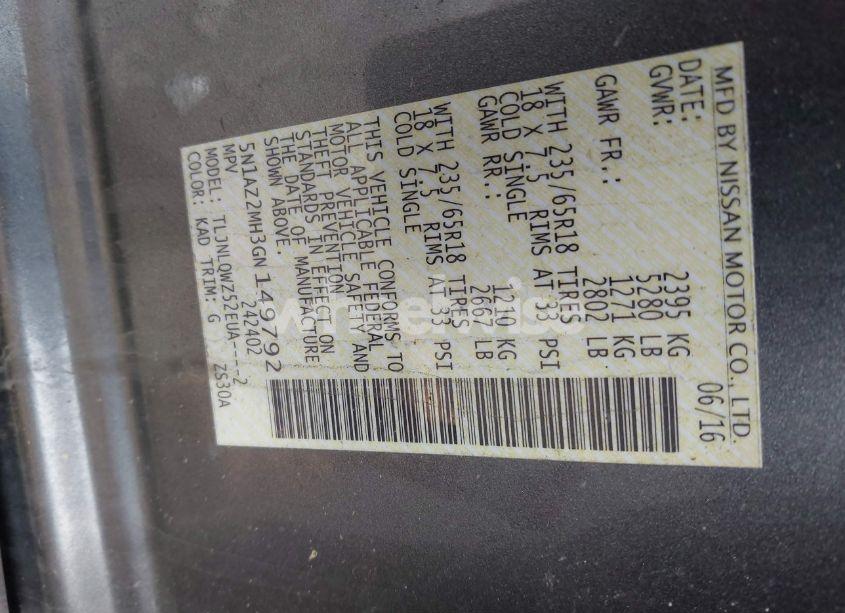 MFD BY NISSAN MOTOR CO., LTD.
DATE: 06/16
GVWR: 2395 KG
5280 LB
GAWR FR.: 1271 KG
2802 LB
WITH 235/65R18 TIRES
18 X 7.5 RIMS AT 33 PSI
COLD SINGLE
GAWR RR.: 1210 KG
2667 LB
WITH 235/65R18 TIRES
18 X 7.5 RIMS AT 33 PSI
COLD SINGLE
THIS VEHICLE CONFORMS TO
ALL APPLICABLE FEDERAL
MOTOR VEHICLE SAFETY AND
THEFT PREVENTION
STANDARDS IN EFFECT ON
THE DATE OF MANUFACTURE
SHOWN ABOVE.
5N1AZ2MH3GN149792
MPV 242402
MODEL: TLJNLQWZ52EUA----2
COLOR: KAD TRIM: G ZS30A